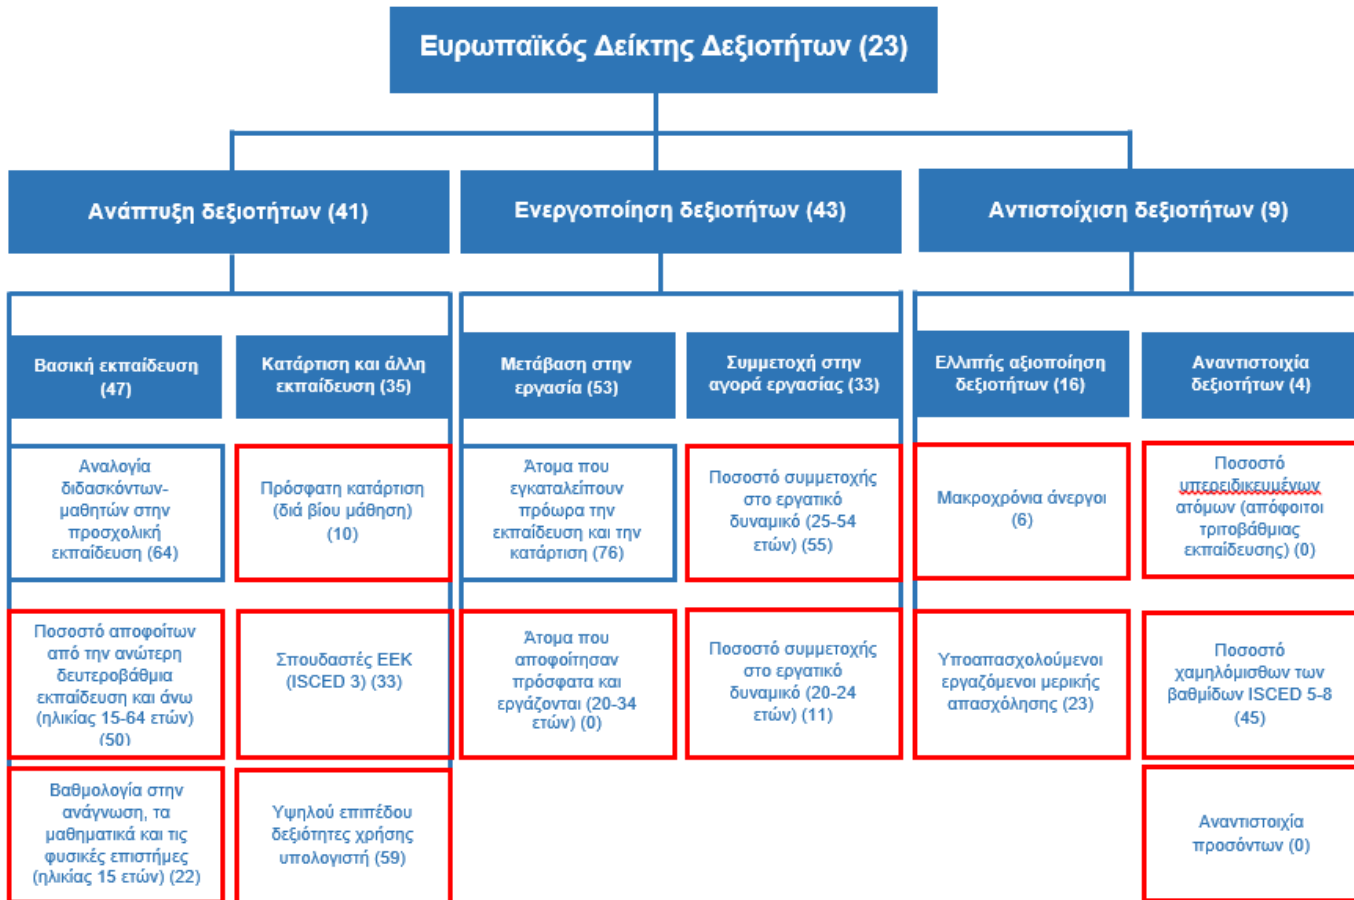 Ευρωπαϊκός Δείκτης Δεξιοτήτων (23)
Ανάπτυξη δεξιοτήτων (41)
Ενεργοποίηση δεξιοτήτων (43)
Αντιστοίχιση δεξιοτήτων (9)
Βασική εκπαίδευση
(47)
Κατάρτιση και άλλη
εκπαίδευση (35)
Μετάβαση στην
εργασία (53)
Συμμετοχή στην
αγορά εργασίας (33)
Ελλιπής αξιοποίηση
δεξιοτήτων (16)
Αναντιστοιχία
δεξιοτήτων (4)
Αναλογία
διδασκόντων-
μαθητών στην
προσχολική
εκπαίδευση (64)
Πρόσφατη κατάρτιση
(διά βίου μάθηση)
(10)
Άτομα που
εγκαταλείπουν
πρόωρα την
εκπαίδευση και την
κατάρτιση (76)
Ποσοστό συμμετοχής
στο εργατικό
δυναμικό (25-54
ετών) (55)
Μακροχρόνια άνεργοι
(6)
Ποσοστό
υπερειδικευμένων
ατόμων (απόφοιτοι
τριτοβάθμιας
εκπαίδευσης) (0)
Ποσοστό αποφοίτων
από την ανώτερη
δευτεροβάθμια
εκπαίδευση και άνω
(ηλικίας 15-64 ετών)
(50)
Σπουδαστές ΕΕΚ
(ISCED 3) (33)
Άτομα που
αποφοίτησαν
πρόσφατα και
εργάζονται (20-34
ετών) (0)
Ποσοστό συμμετοχής
στο εργατικό
δυναμικό (20-24
ετών) (11)
Υποαπασχολούμενοι
εργαζόμενοι μερικής
απασχόλησης (23)
Ποσοστό
χαμηλόμισθων των
βαθμίδων ISCED 5-8
(45)
Βαθμολογία στην
ανάγνωση, τα
μαθηματικά και τις
φυσικές επιστήμες
(ηλικίας 15 ετών) (22)
Υψηλού επιπέδου
δεξιότητες χρήσης
υπολογιστή (59)
Αναντιστοιχία
προσόντων (0)